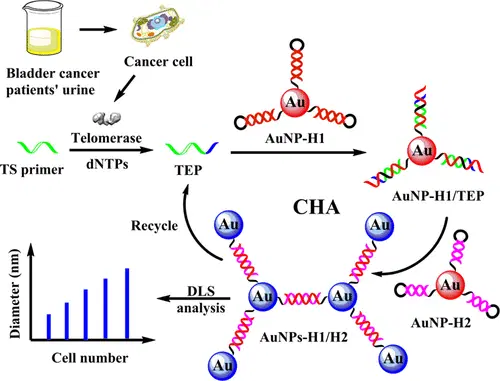 Bladder cancer
patients' urine
Cancer cell
Telomerase
dNTPs
TS primer
TEP
Au
AuNP-H1
Au
AuNP-H1/TEP
CHA
Recycle
Au
Au
Au
Au
Au
Au
AuNPs-H1/H2
Au
AuNP-H2
DLS
analysis
Diameter (nm)
Cell number